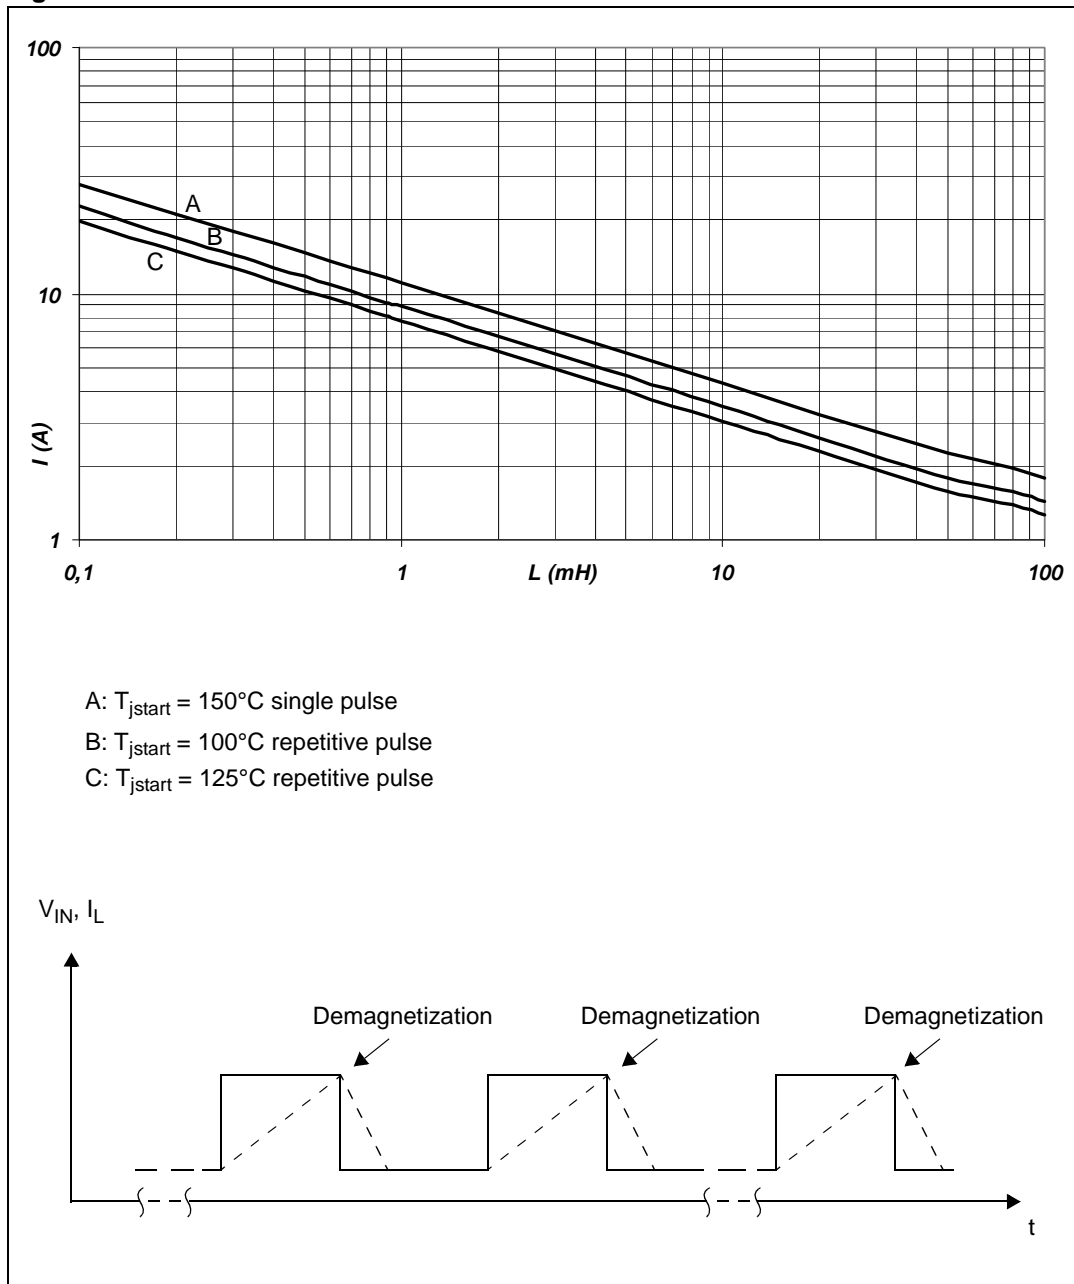 100
10
I (A)
1
0,1
1
L (mH)
10
100
A
B
C
A: Tjstart = 150°C single pulse
B: Tjstart = 100°C repetitive pulse
C: Tjstart = 125°C repetitive pulse
VIN, IL
Demagnetization
Demagnetization
Demagnetization
t